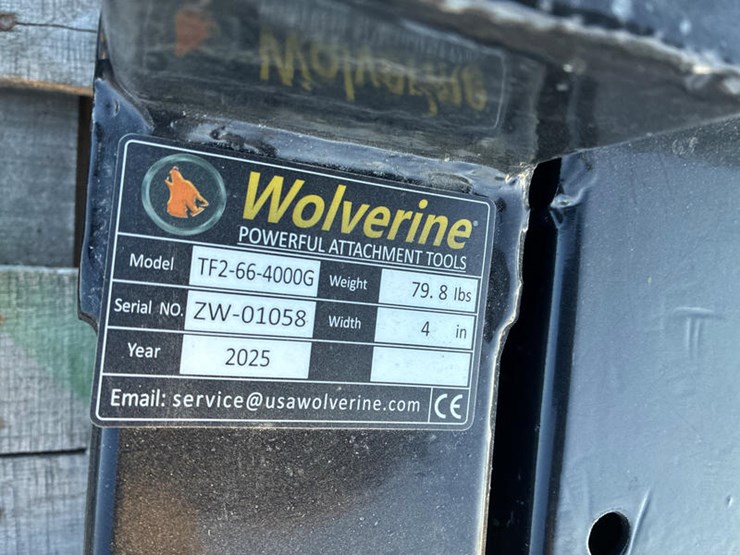 Wolverine
Wolverine®
POWERFUL ATTACHMENT TOOLS
Model TF2-66-4000G Weight 79. 8 lbs
Serial NO. ZW-01058 Width 4 in
Year 2025
Email: service@usawolverine.com CE